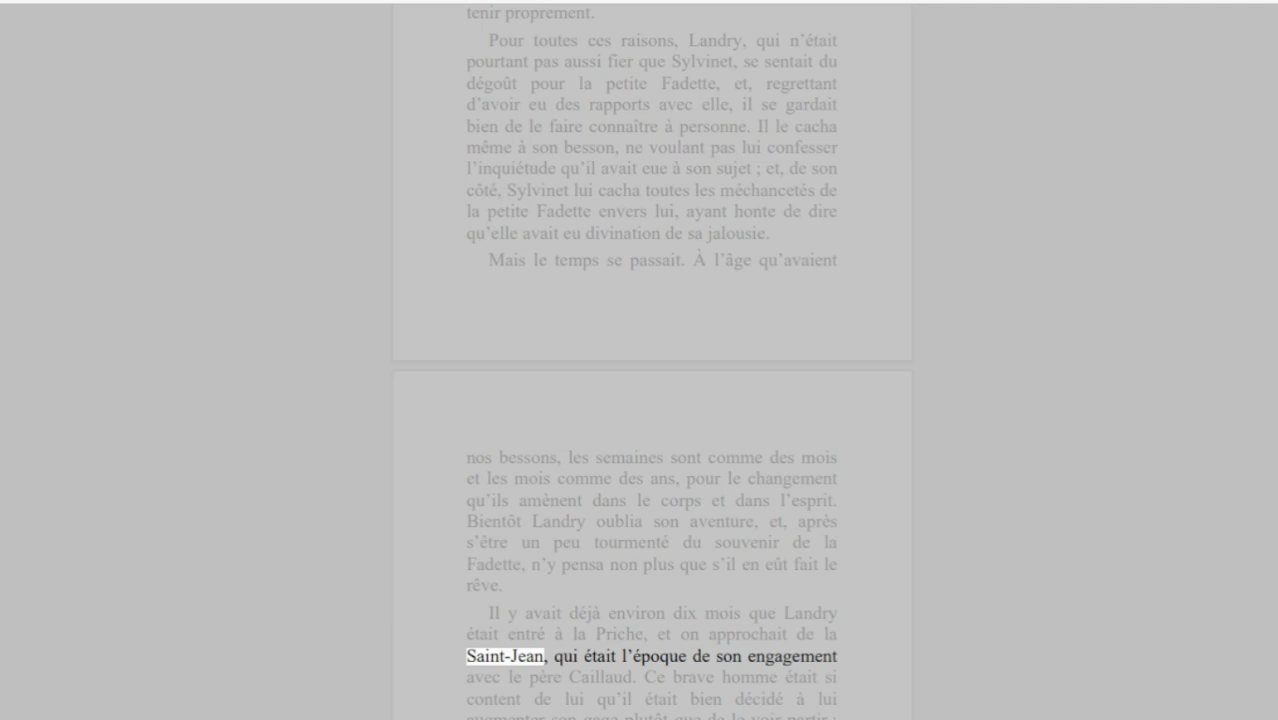 tenir proprement.
Pour toutes ces raisons, Landry, qui n’était
pourtant pas aussi fier que Sylvinet, se sentait du
dégoût pour la petite Fadette, et, regrettant
d’avoir eu des rapports avec elle, il se gardait
bien de le faire connaître à personne. Il le cacha
même à son besson, ne voulant pas lui confesser
l’inquiétude qu’il avait eue à son sujet ; et, de son
côté, Sylvinet lui cacha toutes les méchancetés de
la petite Fadette envers lui, ayant honte de dire
qu’elle avait eu divination de sa jalousie.
Mais le temps se passait. À l’âge qu’avaient
nos bessons, les semaines sont comme des mois
et les mois comme des ans, pour le changement
qu’ils amènent dans le corps et dans l’esprit.
Bientôt Landry oublia son aventure, et, après
s’être un peu tourmenté du souvenir de la
Fadette, n’y pensa non plus que s’il en eût fait le
rêve.
Il y avait déjà environ dix mois que Landry
était entré à la Priche, et on approchait de la
Saint-Jean, qui était l’époque de son engagement
avec le père Caillaud. Ce brave homme était si
content de lui qu’il était bien décidé à lui
augmenter son gage plutôt que de le voir partir ;